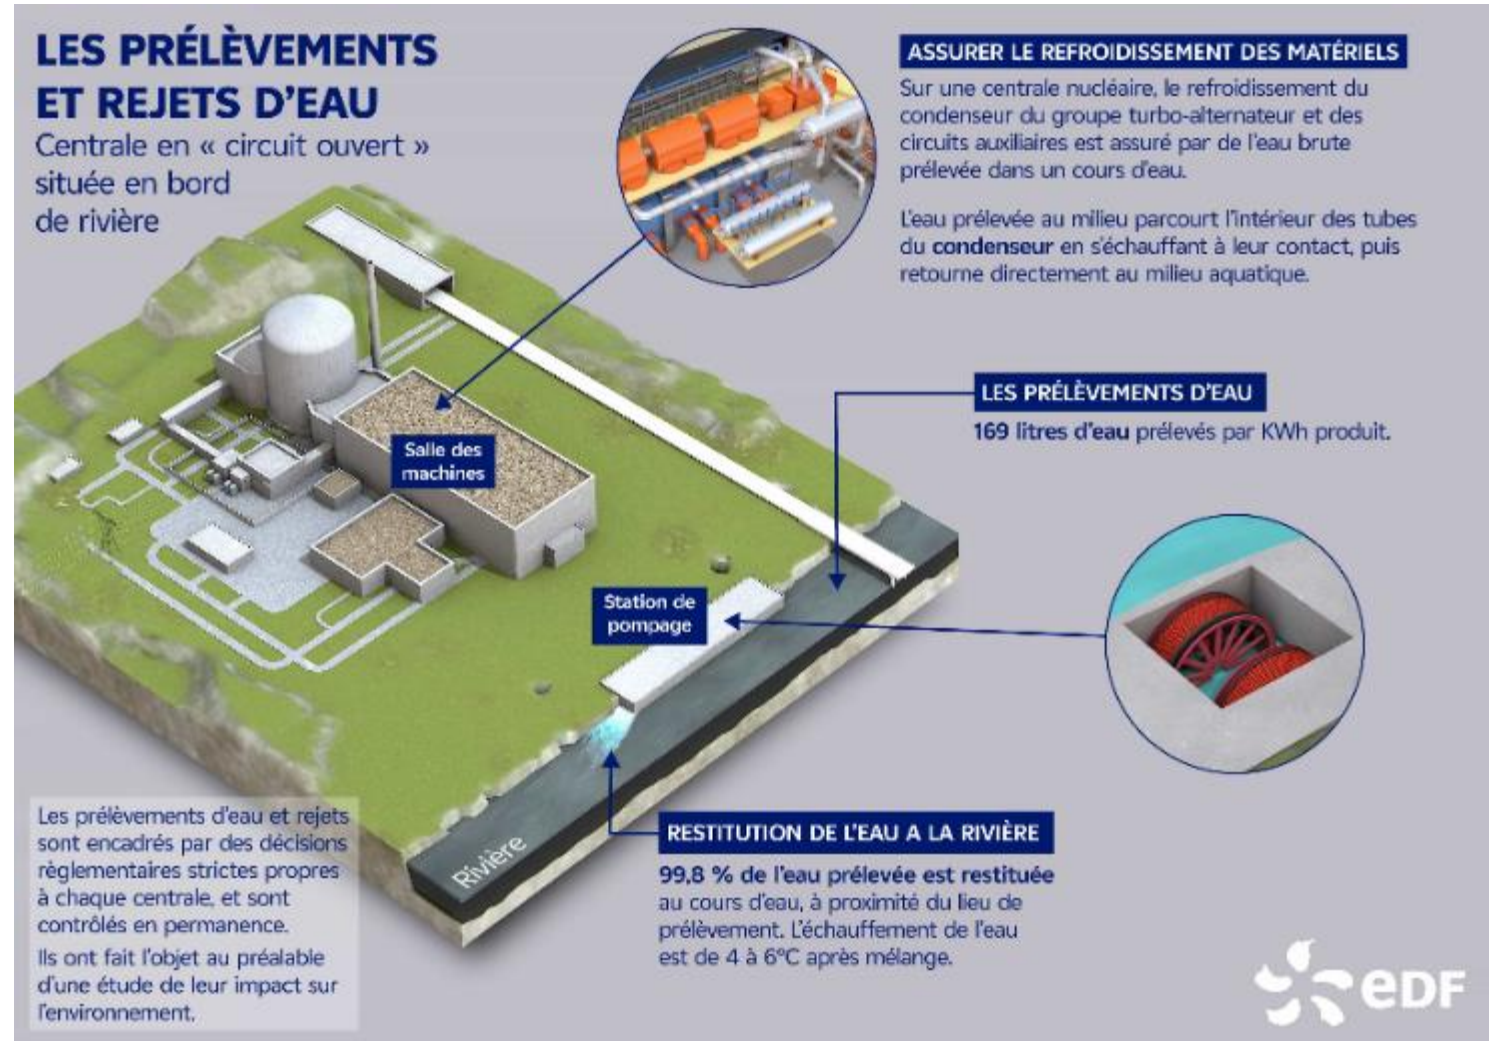 LES PRÉLÈVEMENTS
ET REJETS D'EAU
Centrale en « circuit ouvert »
située en bord
de rivière
ASSURER LE REFROIDISSEMENT DES MATÉRIELS
Sur une centrale nucléaire, le refroidissement du
condenseur du groupe turbo-alternateur et des
circuits auxiliaires est assuré par de l'eau brute
prélevée dans un cours d'eau.
L'eau prélevée au milieu parcourt l'intérieur des tubes
du condenseur en s'échauffant à leur contact, puis
retourne directement au milieu aquatique.
LES PRÉLÈVEMENTS D'EAU
169 litres d'eau prélevés par KWh produit.
Salle des
machines
Station de
pompage
Rivière
RESTITUTION DE L'EAU A LA RIVIÈRE
99,8 % de l'eau prélevée est restituée
au cours d'eau, à proximité du lieu de
prélèvement. L'échauffement de l'eau
est de 4 à 6°C après mélange.
Les prélèvements d'eau et rejets
sont encadrés par des décisions
règlementaires strictes propres
à chaque centrale, et sont
contrôlés en permanence.
Ils ont fait l'objet au préalable
d'une étude de leur impact sur
l'environnement.
eDF